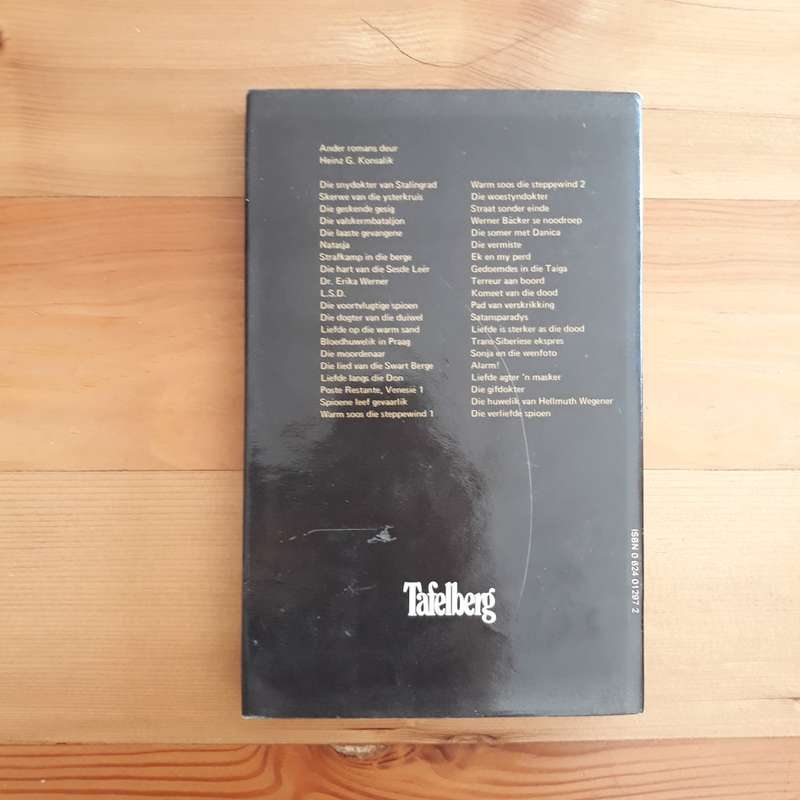 Ander romans deur
Heinz G. Konsalik
Die snydokter van Stalingrad
Skerwe van die ysterkruis
Die geskende gesig
Die valskermbataljon
Die laaste gevangene
Natasja
Strafkamp in die berge
Die hart van die Sesde Leër
Dr. Erika Werner
L.S.D.
Die voortvlugtige spioen
Die dogter van die duiwel
Liefde op die warm sand
Bloedhuwelik in Praag
Die moordenaar
Die lied van die Swart Berge
Liefde langs die Don
Poste Restante, Venesië 1
Spioene leef gevaarlik
Warm soos die steppewind 1
Warm soos die steppewind 2
Die woestyndokter
Straat sonder einde
Werner Bäcker se noodroep
Die somer met Danica
Die vermiste
Ek en my perd
Gedoemdes in die Taiga
Terreur aan boord
Komeet van die dood
Pad van verskrikking
Satansparadys
Liefde is sterker as die dood
Trans-Siberiese ekspres
Sonja en die wenfoto
Alarm!
Liefde agter 'n masker
Die gifdokter
Die huwelik van Hellmuth Wegener
Die verliefde spioen
Tafelberg
ISBN 0 624 01297 2